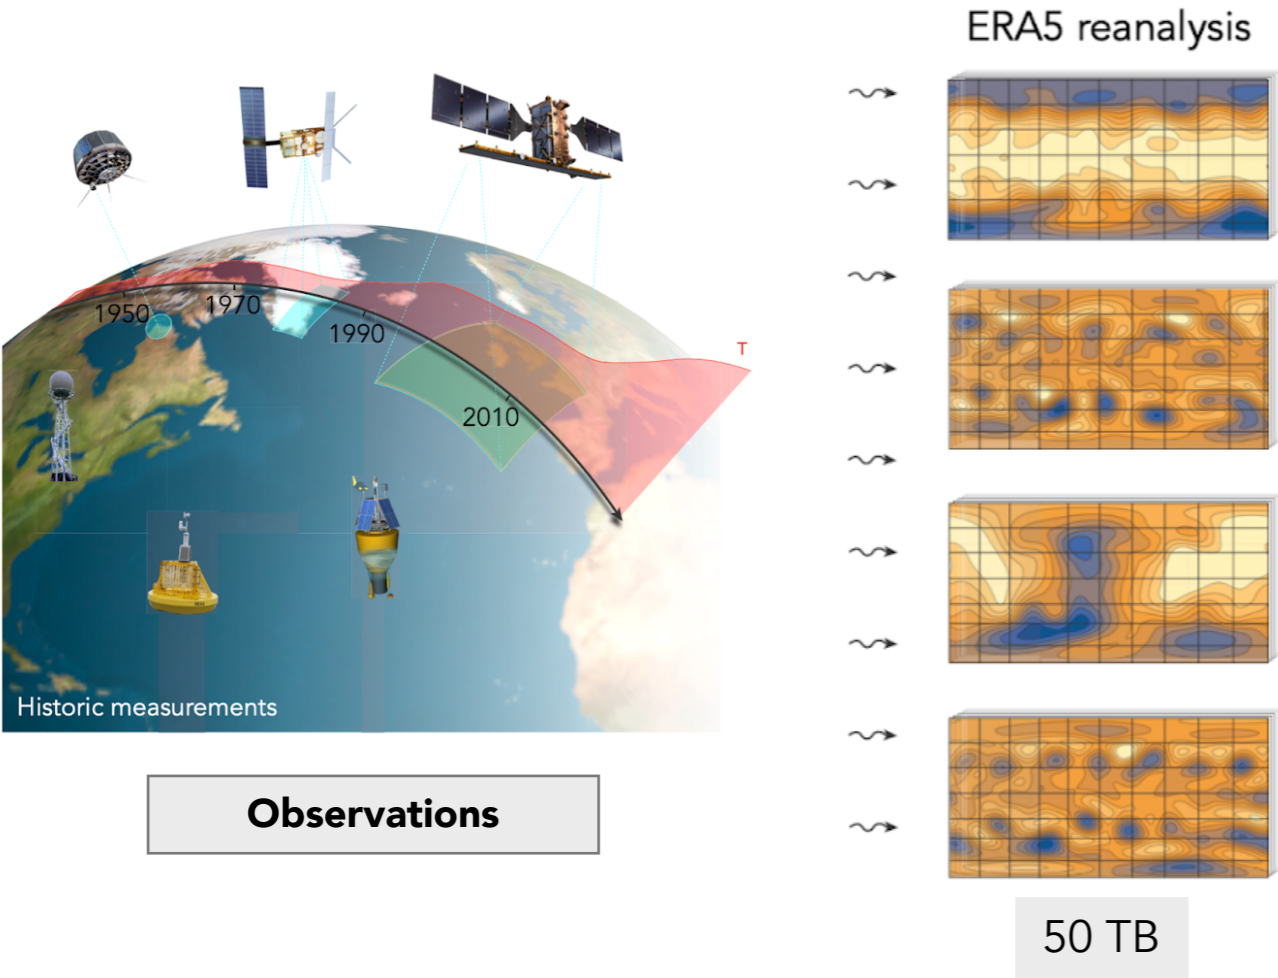 ERA5 reanalysis
1950
1970
1990
2010
T
Historic measurements
Observations
50 TB